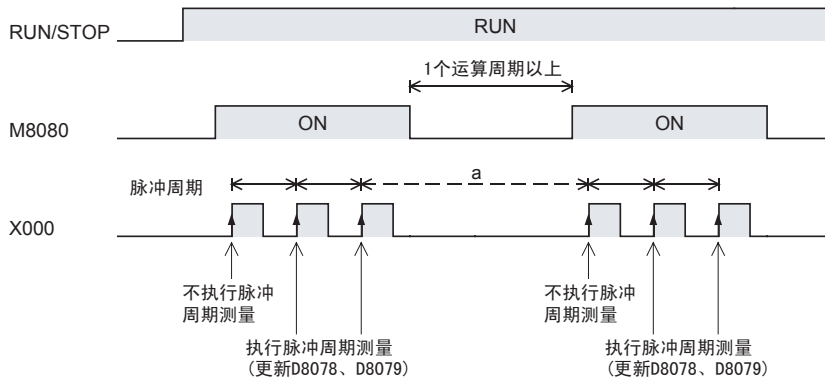 RUN/STOP
RUN
1个运算周期以上
M8080
ON
ON
脉冲周期
a
X000
不执行脉冲
周期测量
不执行脉冲
周期测量
执行脉冲周期测量
(更新D8078、D8079)
执行脉冲周期测量
(更新D8078、D8079)